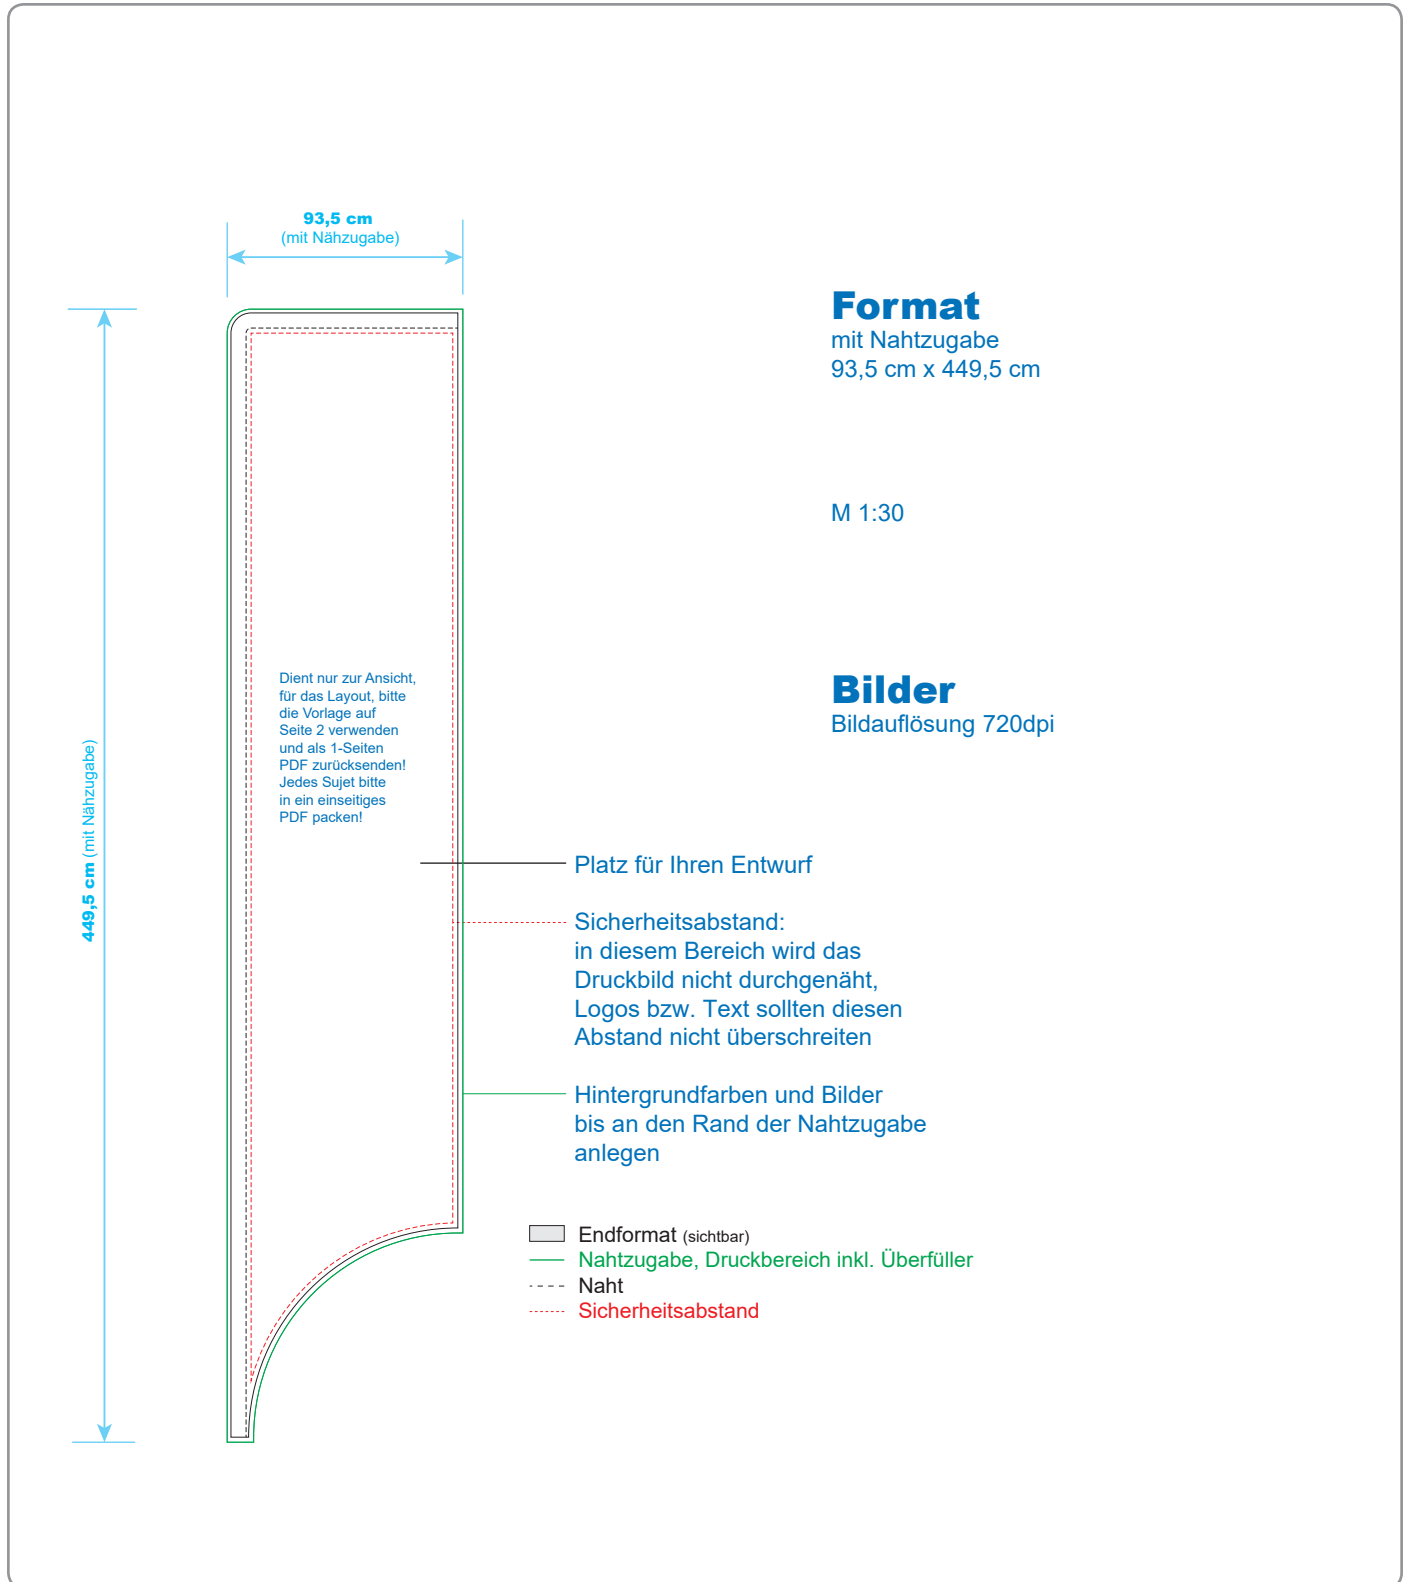 93,5 cm
(mit Nähzugabe)
449,5 cm (mit Nähzugabe)
Format
mit Nahtzugabe
93,5 cm x 449,5 cm
M 1:30
Bilder
Bildauflösung 720dpi
Dient nur zur Ansicht,
für das Layout, bitte
die Vorlage auf
Seite 2 verwenden
und als 1-Seiten
PDF zurücksenden!
Jedes Sujet bitte
in ein einseitiges
PDF packen!
Platz für Ihren Entwurf
Sicherheitsabstand:
in diesem Bereich wird das
Druckbild nicht durchgenäht,
Logos bzw. Text sollten diesen
Abstand nicht überschreiten
Hintergrundfarben und Bilder
bis an den Rand der Nahtzugabe
anlegen
Endformat (sichtbar)
Nahtzugabe, Druckbereich inkl. Überfüller
Naht
Sicherheitsabstand